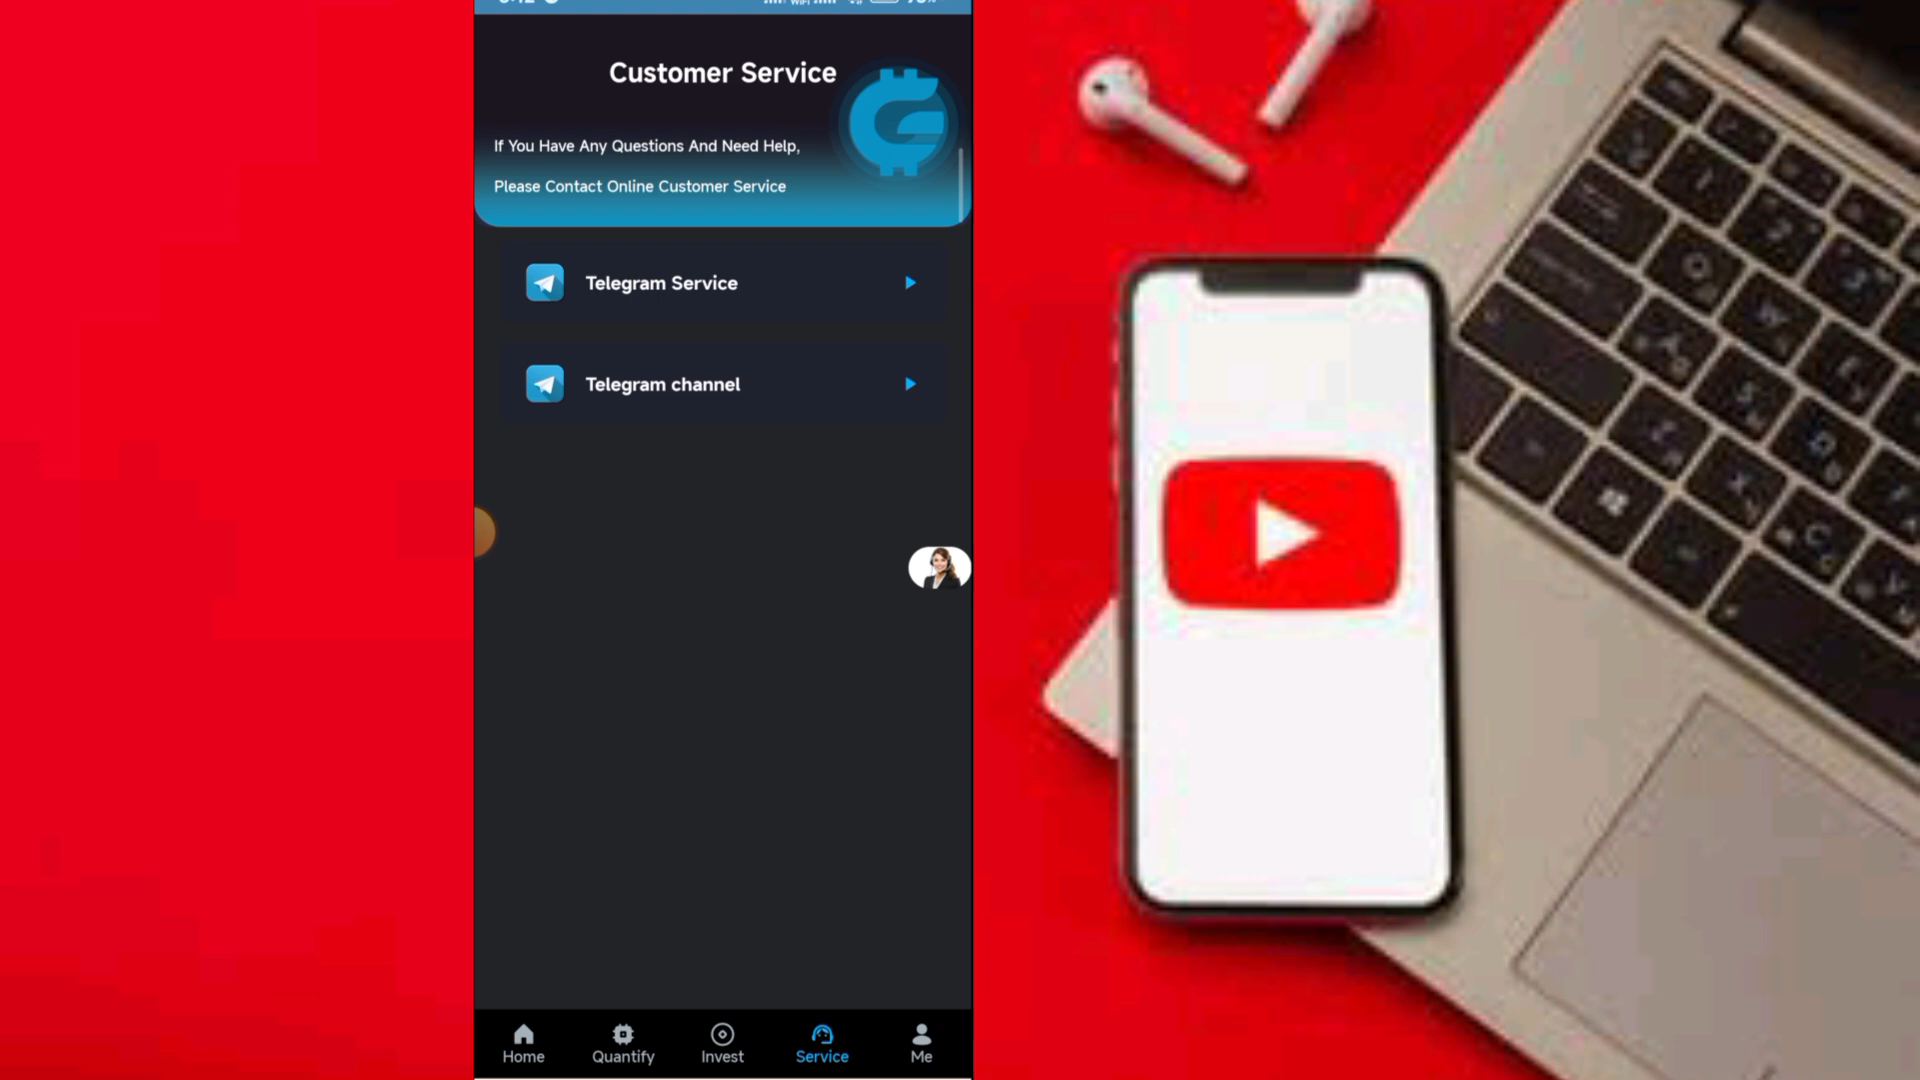 Customer Service
If You Have Any Questions And Need Help,
Please Contact Online Customer Service
Telegram Service
Telegram channel
Home
Quantify
Invest
Service
Me